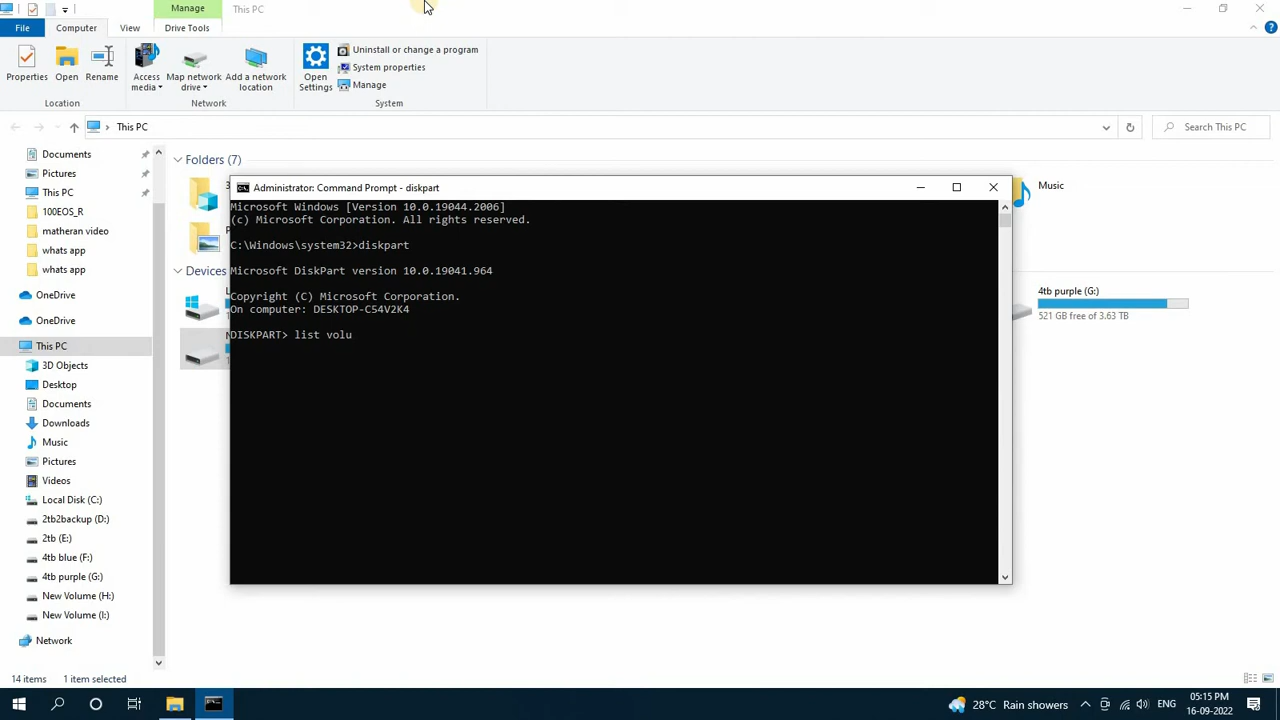 Manage
This PC
File
Computer
View
Drive Tools
Properties
Open
Rename
Access media
Map network drive
Add a network location
Open Settings
Uninstall or change a program
System properties
Manage
Location
Network
System
This PC
Search This PC
Documents
Pictures
This PC
100EOS_R
matheran video
whats app
whats app
OneDrive
OneDrive
This PC
3D Objects
Desktop
Documents
Downloads
Music
Pictures
Videos
Local Disk (C:)
2tb2backup (D:)
2tb (E:)
4tb blue (F:)
4tb purple (G:)
New Volume (H:)
New Volume (I:)
Network
Folders (7)
Music
Devices
4tb purple (G:)
521 GB free of 3.63 TB
Administrator: Command Prompt - diskpart
Microsoft Windows [Version 10.0.19044.2006]
(c) Microsoft Corporation. All rights reserved.
C:\Windows\system32>diskpart
Microsoft DiskPart version 10.0.19041.964
Copyright (C) Microsoft Corporation.
On computer: DESKTOP-C54V2K4
DISKPART> list volu
14 items
1 item selected
28°C Rain showers
ENG
05:15 PM
16-09-2022